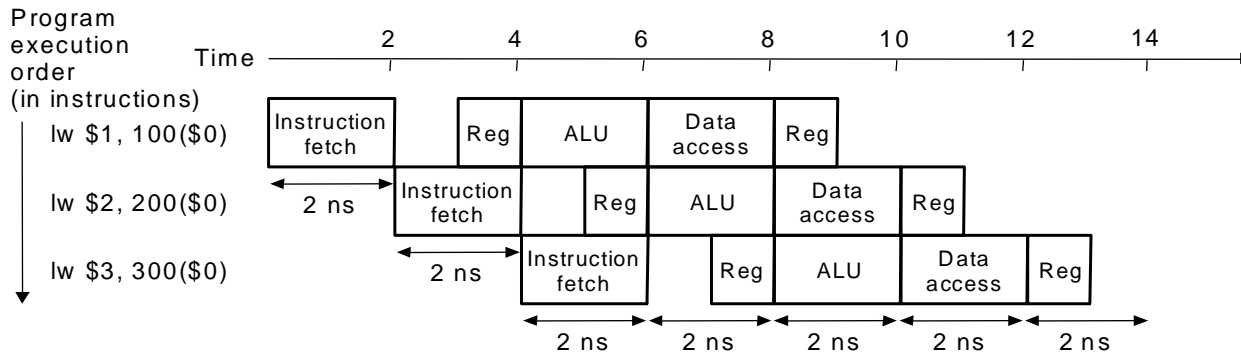 Program
execution
order
(in instructions)
Time
2 4 6 8 10 12 14
lw $1, 100($0)
Instruction
fetch
Reg
ALU
Data
access
Reg
lw $2, 200($0)
2 ns
Instruction
fetch
Reg
ALU
Data
access
Reg
lw $3, 300($0)
2 ns
Instruction
fetch
Reg
ALU
Data
access
Reg
2 ns 2 ns 2 ns 2 ns 2 ns